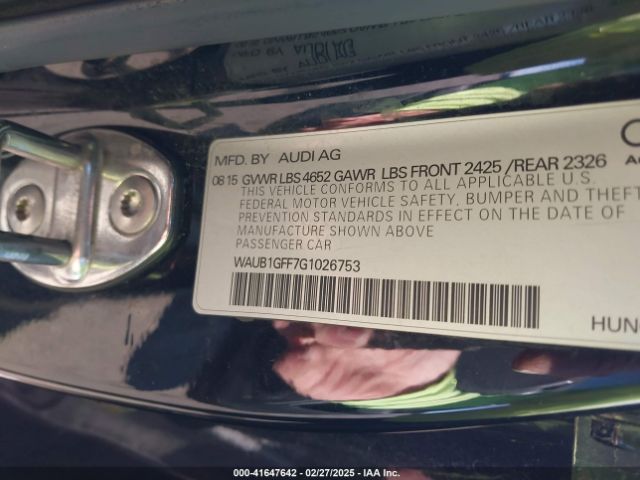 MFD. BY AUDI AG
08 15 GVWR LBS 4652 GAWR LBS FRONT 2425 /REAR 2326
THIS VEHICLE CONFORMS TO ALL APPLICABLE U.S.
FEDERAL MOTOR VEHICLE SAFETY, BUMPER AND THEFT
PREVENTION STANDARDS IN EFFECT ON THE DATE OF
MANUFACTURE SHOWN ABOVE
PASSENGER CAR
WAUB1GFF7G1026753
HUN
000-41647642 - 02/27/2025 - IAAI.com